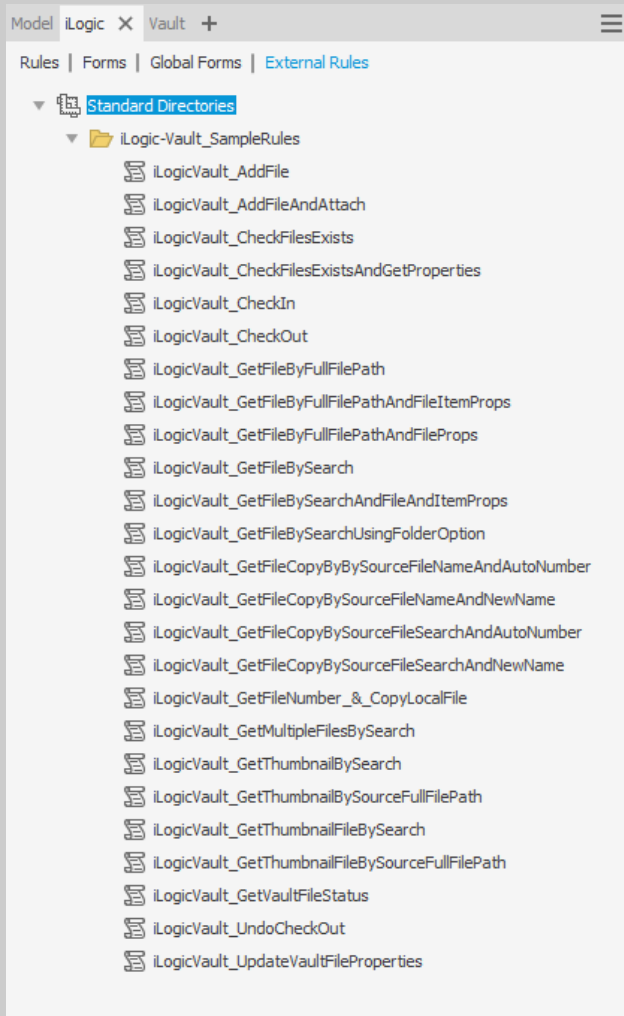 Model iLogic Vault
Rules | Forms | Global Forms | External Rules
Standard Directories
iLogic-Vault_SampleRules
iLogicVault_AddFile
iLogicVault_AddFileAndAttach
iLogicVault_CheckFilesExists
iLogicVault_CheckFilesExistsAndGetProperties
iLogicVault_CheckIn
iLogicVault_CheckOut
iLogicVault_GetFileByFullFilePath
iLogicVault_GetFileByFullFilePathAndFileItemProps
iLogicVault_GetFileByFullFilePathAndFileProps
iLogicVault_GetFileBySearch
iLogicVault_GetFileBySearchAndFileAndItemProps
iLogicVault_GetFileBySearchUsingFolderOption
iLogicVault_GetFileCopyByBySourceFileNameAndAutoNumber
iLogicVault_GetFileCopyBySourceFileNameAndNewName
iLogicVault_GetFileCopyBySourceFileSearchAndAutoNumber
iLogicVault_GetFileCopyBySourceFileSearchAndNewName
iLogicVault_GetFileNumber_&_CopyLocalFile
iLogicVault_GetMultipleFilesBySearch
iLogicVault_GetThumbnailBySearch
iLogicVault_GetThumbnailBySourceFullFilePath
iLogicVault_GetThumbnailFileBySearch
iLogicVault_GetThumbnailFileBySourceFullFilePath
iLogicVault_GetVaultFileStatus
iLogicVault_UndoCheckOut
iLogicVault_UpdateVaultFileProperties